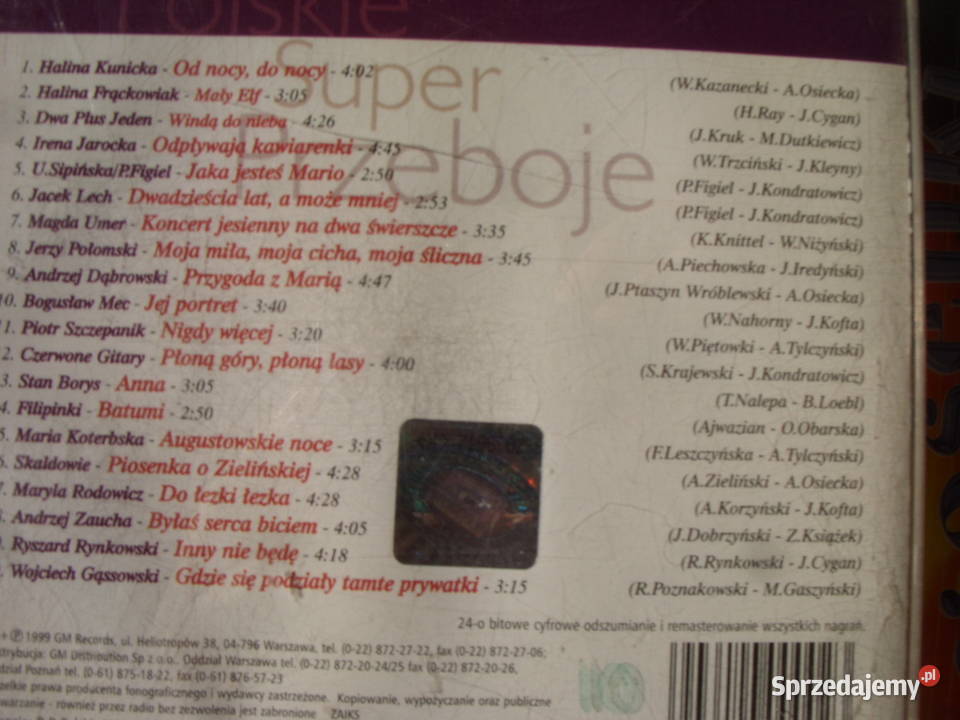 Polskie
Super
Przeboje
1. Halina Kunicka - Od nocy, do nocy - 4:02 (W.Kazanecki - A.Osiecka)
2. Halina Frąckowiak - Mały Elf - 3:05 (H.Ray - J.Cygan)
3. Dwa Plus Jeden - Windą do nieba - 4:26 (J.Kruk - M.Dutkiewicz)
4. Irena Jarocka - Odpływają kawiarenki - 4:45 (W.Trzciński - J.Kleyny)
5. U.Sipińska/P.Figiel - Jaka jesteś Mario - 2:50 (P.Figiel - J.Kondratowicz)
6. Jacek Lech - Dwadzieścia lat, a może mniej - 2:53 (P.Figiel - J.Kondratowicz)
7. Magda Umer - Koncert jesienny na dwa świerszcze - 3:35 (K.Knittel - W.Niżyński)
8. Jerzy Połomski - Moja miła, moja cicha, moja śliczna - 3:45 (A.Piechowska - J.Iredyński)
9. Andrzej Dąbrowski - Przygoda z Marią - 4:47 (J.Ptaszyn Wróblewski - A.Osiecka)
10. Bogusław Mec - Jej portret - 3:40 (W.Nahorny - J.Kofta)
1. Piotr Szczepanik - Nigdy więcej - 3:20 (W.Piętowki - A.Tylczyński)
2. Czerwone Gitary - Płoną góry, płoną lasy - 4:00 (S.Krajewski - J.Kondratowicz)
3. Stan Borys - Anna - 3:05 (T.Nalepa - B.Loebl)
4. Filipinki - Batumi - 2:50 (Ajwazian - O.Obarska)
5. Maria Koterbska - Augustowskie noce - 3:15 (F.Leszczyńska - A.Tylczyński)
6. Skaldowie - Piosenka o Zielińskiej - 4:28 (A.Zieliński - A.Osiecka)
7. Maryla Rodowicz - Do łezki łezka - 4:28 (A.Korzyński - J.Kofta)
. Andrzej Zaucha - Byłaś serca biciem - 4:05 (J.Dobrzyński - Z.Książek)
. Ryszard Rynkowski - Inny nie będę - 4:18 (R.Rynkowski - J.Cygan)
. Wojciech Gąssowski - Gdzie się podziały tamte prywatki - 3:15 (R.Poznakowski - M.Gaszyński)
24-o bitowe cyfrowe odszumianie i remasterowanie wszystkich nagrań.
+ Ⓟ 1999 GM Records, ul. Heliotropów 38, 04-796 Warszawa, tel. (0-22) 872-27-22, fax (0-22) 872-27-06;
strybucja: GM Distribution Sp z o.o.. Oddział Warszawa tel. (0-22) 872-20-24/25 fax (0-22) 872-20-26,
dział Poznań tel. (0-61) 875-18-22, fax (0-61) 876-57-23
zelkie prawa producenta fonograficznego i wydawcy zastrzeżone. Kopiowanie, wypożyczanie oraz publiczne
warzanie - również przez radio bez zezwolenia jest zabronione ZAIKS
Sprzedajemy.pl